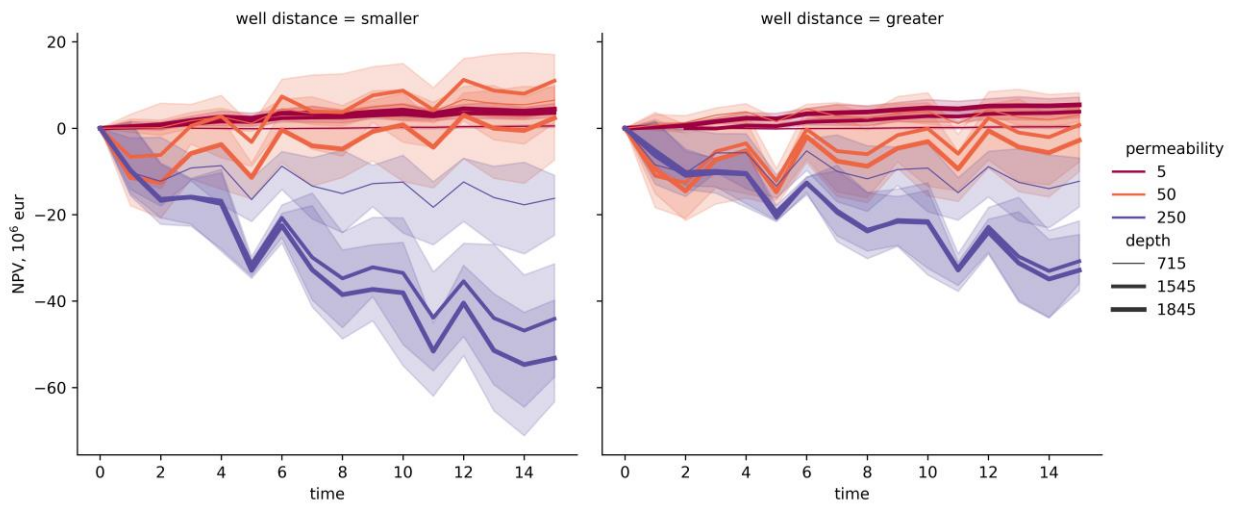 well distance = smaller
well distance = greater
20
0
−20
−40
−60
NPV, 10⁶ eur
0 2 4 6 8 10 12 14
time
0 2 4 6 8 10 12 14
time
permeability
5
50
250
depth
715
1545
1845